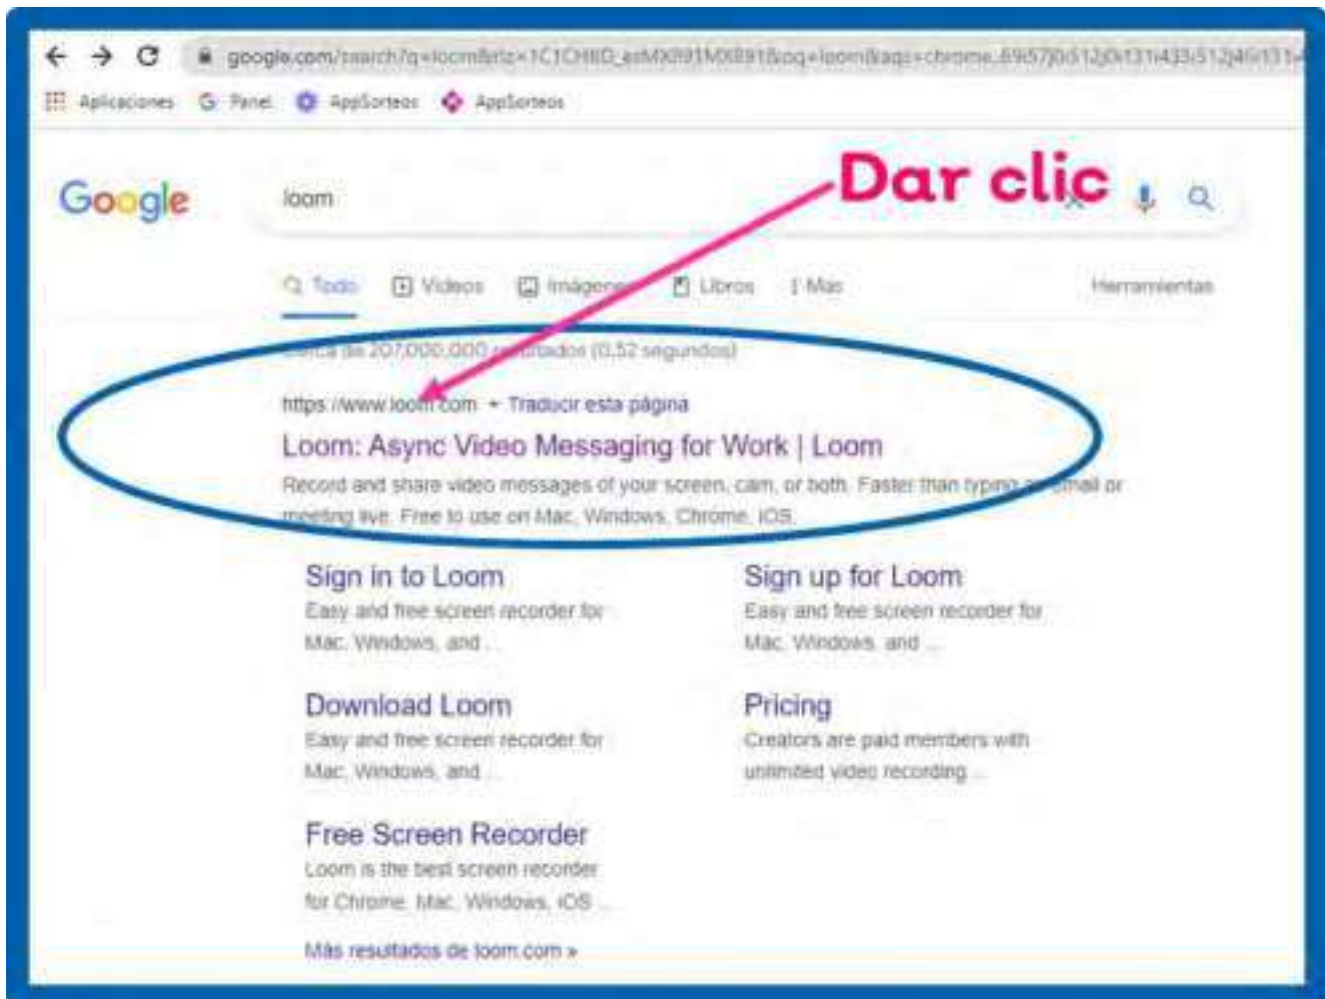 Aplicaciones G Panel AppSorteos AppSorteos
Dar clic
Google loom
Todo Videos Imágenes Libros Más Herramientas
Cerca de 207,000,000 resultados (0.52 segundos)
https://www.loom.com Traducir esta página
Loom: Async Video Messaging for Work | Loom
Record and share video messages of your screen, cam, or both. Faster than typing an email or
meeting live. Free to use on Mac, Windows, Chrome, iOS,
Sign in to Loom Sign up for Loom
Easy and free screen recorder for Easy and free screen recorder for
Mac, Windows, and ... Mac, Windows, and ...
Download Loom Pricing
Easy and free screen recorder for Creators are paid members with
Mac, Windows, and ... unlimited video recording ...
Free Screen Recorder
Loom is the best screen recorder
for Chrome, Mac, Windows, iOS ...
Más resultados de loom.com »